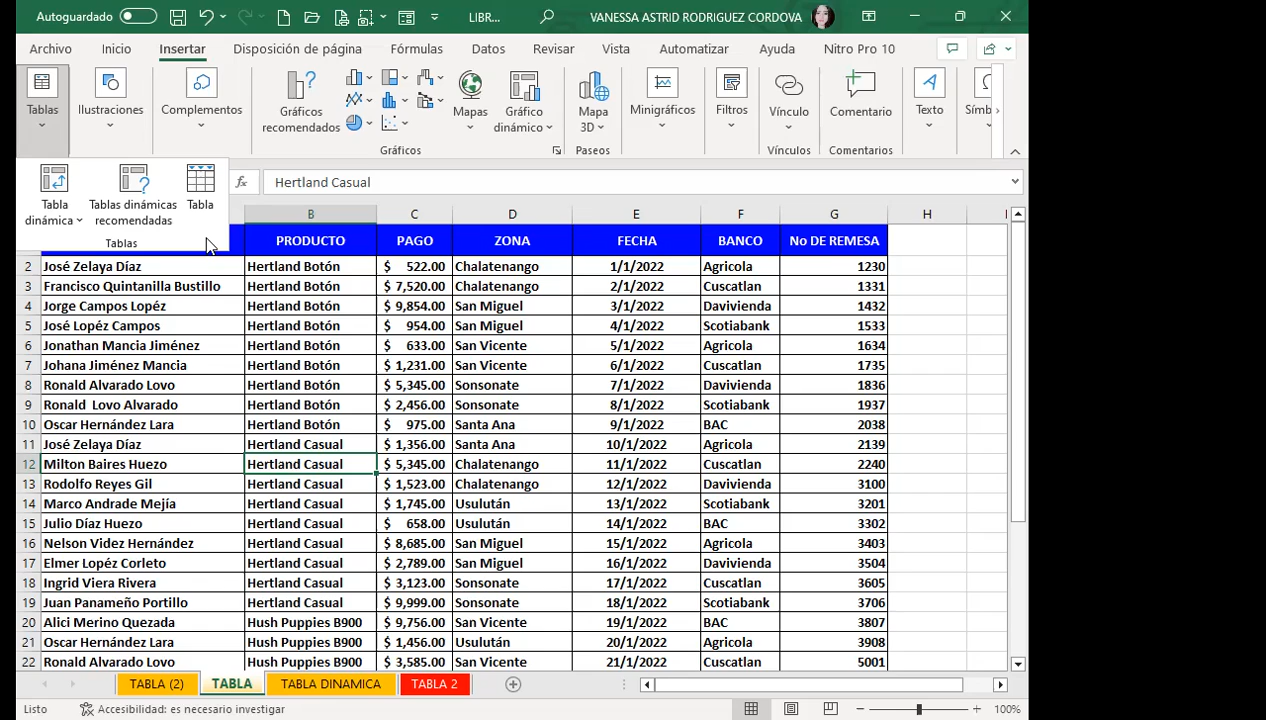 Autoguardado LIBR... VANESSA ASTRID RODRIGUEZ CORDOVA
Archivo Inicio Insertar Disposición de página Fórmulas Datos Revisar Vista Automatizar Ayuda Nitro Pro 10
Tablas Ilustraciones Complementos Gráficos recomendados Mapas Gráfico dinámico Mapa 3D Minigráficos Filtros Vínculo Comentario Texto Símb
Gráficos Paseos Vínculos Comentarios
Tabla dinámica Tablas dinámicas recomendadas Tabla
Tablas
fx Hertland Casual
B C D E F G H I
PRODUCTO PAGO ZONA FECHA BANCO No DE REMESA
2 José Zelaya Díaz Hertland Botón $ 522.00 Chalatenango 1/1/2022 Agricola 1230
3 Francisco Quintanilla Bustillo Hertland Botón $ 7,520.00 Chalatenango 2/1/2022 Cuscatlan 1331
4 Jorge Campos Lopéz Hertland Botón $ 9,854.00 San Miguel 3/1/2022 Davivienda 1432
5 José Lopéz Campos Hertland Botón $ 954.00 San Miguel 4/1/2022 Scotiabank 1533
6 Jonathan Mancia Jiménez Hertland Botón $ 633.00 San Vicente 5/1/2022 Agricola 1634
7 Johana Jiménez Mancia Hertland Botón $ 1,231.00 San Vicente 6/1/2022 Cuscatlan 1735
8 Ronald Alvarado Lovo Hertland Botón $ 5,345.00 Sonsonate 7/1/2022 Davivienda 1836
9 Ronald Lovo Alvarado Hertland Botón $ 2,456.00 Sonsonate 8/1/2022 Scotiabank 1937
10 Oscar Hernández Lara Hertland Botón $ 975.00 Santa Ana 9/1/2022 BAC 2038
11 José Zelaya Díaz Hertland Casual $ 1,356.00 Santa Ana 10/1/2022 Agricola 2139
12 Milton Baires Huezo Hertland Casual $ 5,345.00 Chalatenango 11/1/2022 Cuscatlan 2240
13 Rodolfo Reyes Gil Hertland Casual $ 1,523.00 Chalatenango 12/1/2022 Davivienda 3100
14 Marco Andrade Mejía Hertland Casual $ 1,745.00 Usulután 13/1/2022 Scotiabank 3201
15 Julio Díaz Huezo Hertland Casual $ 658.00 Usulután 14/1/2022 BAC 3302
16 Nelson Videz Hernández Hertland Casual $ 8,685.00 San Miguel 15/1/2022 Agricola 3403
17 Elmer Lopéz Corleto Hertland Casual $ 2,789.00 San Miguel 16/1/2022 Davivienda 3504
18 Ingrid Viera Rivera Hertland Casual $ 3,123.00 Sonsonate 17/1/2022 Cuscatlan 3605
19 Juan Panameño Portillo Hertland Casual $ 9,999.00 Sonsonate 18/1/2022 Scotiabank 3706
20 Alici Merino Quezada Hush Puppies B900 $ 9,756.00 San Vicente 19/1/2022 BAC 3807
21 Oscar Hernández Lara Hush Puppies B900 $ 1,456.00 Usulután 20/1/2022 Agricola 3908
22 Ronald Alvarado Lovo Hush Puppies B900 $ 3,585.00 San Vicente 21/1/2022 Cuscatlan 5001
TABLA (2) TABLA TABLA DINAMICA TABLA 2
Listo Accesibilidad: es necesario investigar 100%